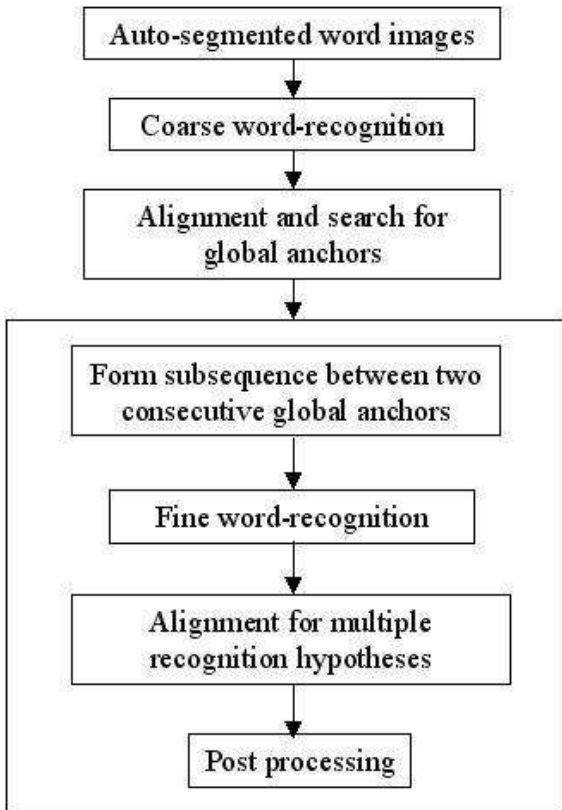 Auto-segmented word images
Coarse word-recognition
Alignment and search for
global anchors
Form subsequence between two
consecutive global anchors
Fine word-recognition
Alignment for multiple
recognition hypotheses
Post processing